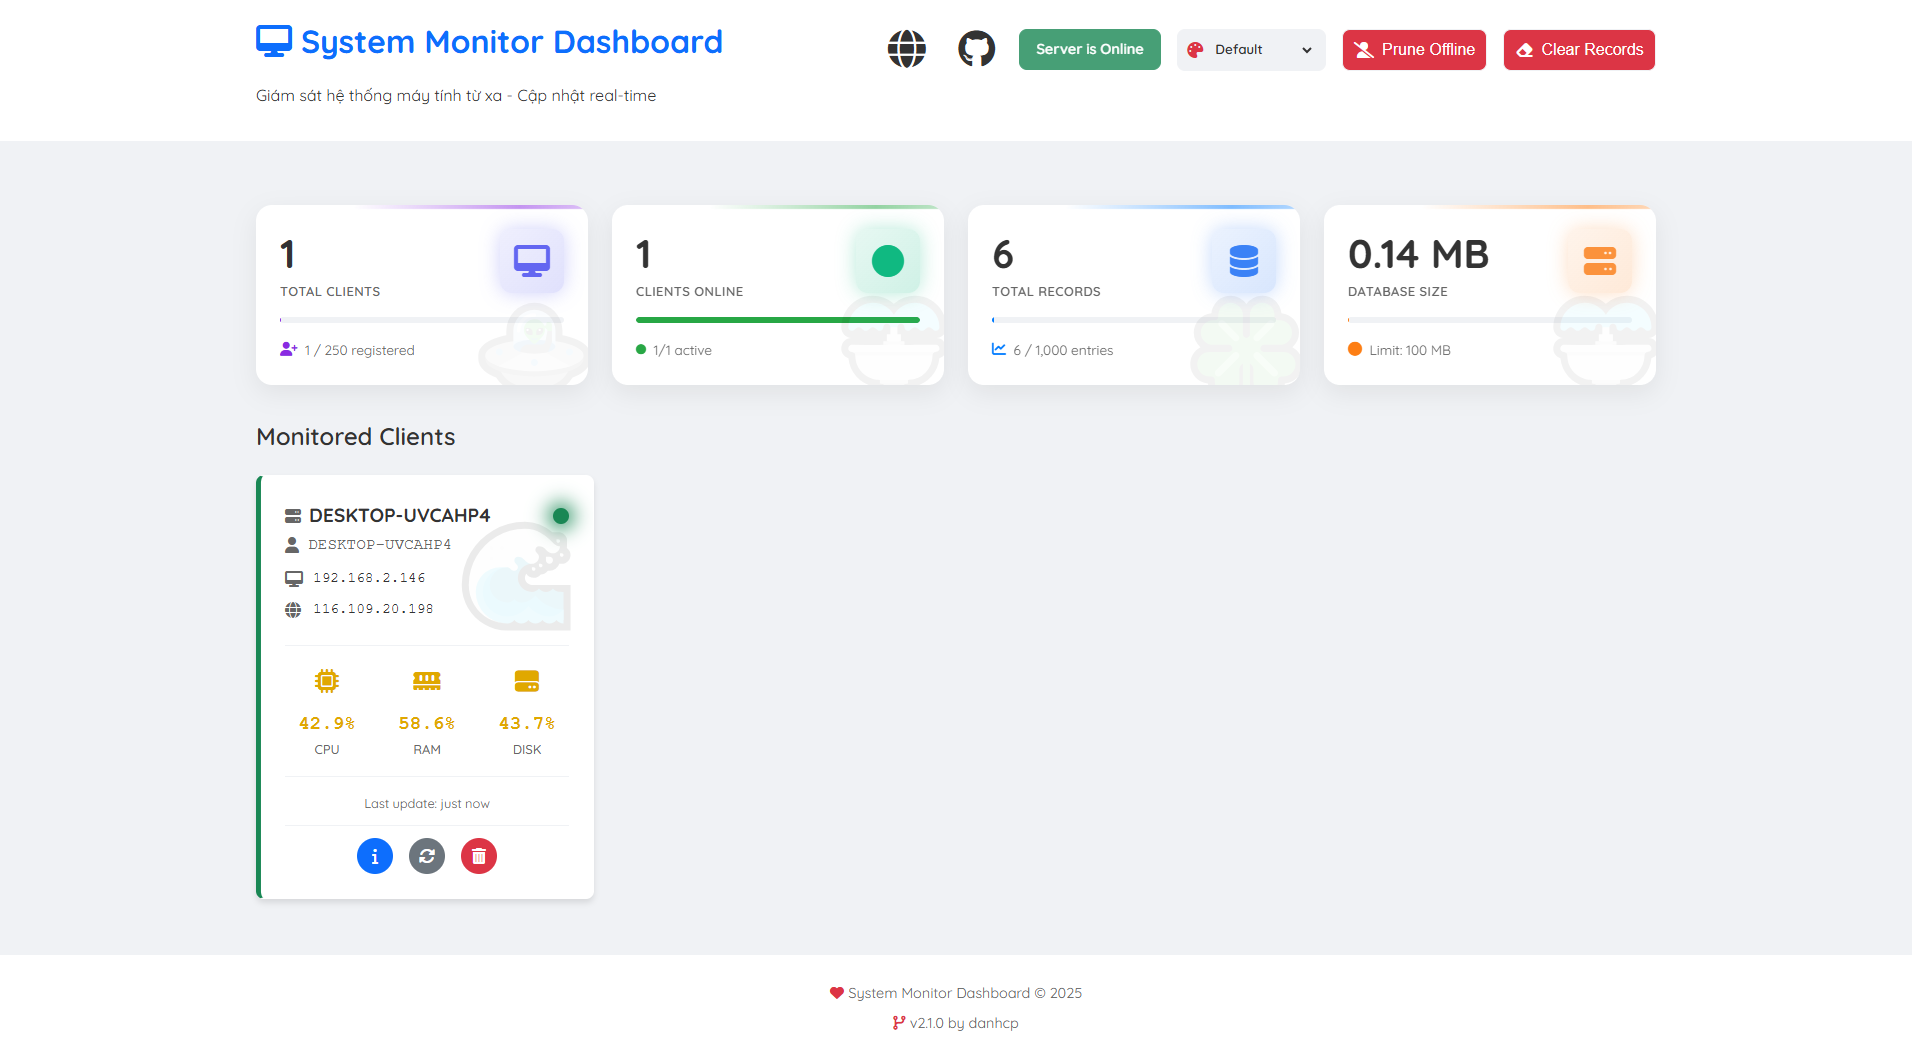 System Monitor Dashboard
Server is Online
Default
Prune Offline
Clear Records
Giám sát hệ thống máy tính từ xa - Cập nhật real-time
1
TOTAL CLIENTS
1 / 250 registered
1
CLIENTS ONLINE
1/1 active
6
TOTAL RECORDS
6 / 1,000 entries
0.14 MB
DATABASE SIZE
Limit: 100 MB
Monitored Clients
DESKTOP-UVCAHP4
DESKTOP-UVCAHP4
192.168.2.146
116.109.20.198
42.9% 58.6% 43.7%
CPU RAM DISK
Last update: just now
System Monitor Dashboard © 2025
v2.1.0 by danhcp